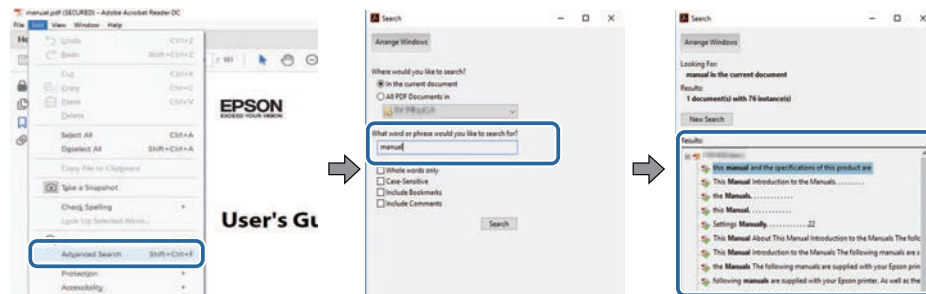 manual.pdf (SECURED) - Adobe Acrobat Reader DC
File Edit View Window Help
Undo Ctrl+Z
Shift+Ctrl+Z
Cut Ctrl+X
Copy Ctrl+C
Paste Ctrl+V
Select All Ctrl+A
Deselect All Shift+Ctrl+A
Copy File to Clipboard
Take a Snapshot
Check Spelling
Look Up Selected Word...
Advanced Search Shift+Ctrl+F
Protection
Accessibility
EPSON
EXCEED YOUR VISION
User's Gu
Search
Arrange Windows
Where would you like to search?
In the current document
All PDF Documents in
What word or phrase would you like to search for?
manual
Whole words only
Case-Sensitive
Include Bookmarks
Include Comments
Search
Search
Arrange Windows
Looking For:
manual in the current document
Results:
1 document(s) with 76 instance(s)
New Search
Results:
this manual and the specifications of this product are
This Manual Introduction to the Manuals. . . . . . . . .
the Manuals. . . . . . . . . . . .
this Manual. . . . . . . . . . . .
Settings Manually. . . . . . . . . . . . .22
This Manual About This Manual Introduction to the Manuals The follo
This Manual Introduction to the Manuals The following manuals are s
the Manuals The following manuals are supplied with your Epson prin
following manuals are supplied with your Epson printer. As well as the